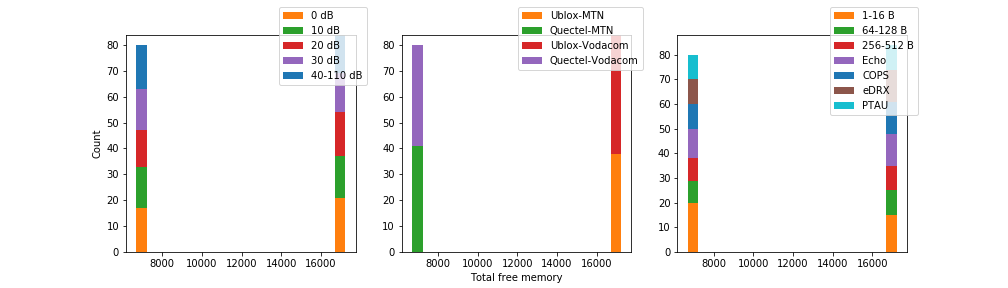 0 dB
10 dB
20 dB
30 dB
40-110 dB
Count
80
70
60
50
40
30
20
10
0
8000 10000 12000 14000 16000
Ublox-MTN
Quectel-MTN
Ublox-Vodacom
Quectel-Vodacom
80
70
60
50
40
30
20
10
0
8000 10000 12000 14000 16000
Total free memory
1-16 B
64-128 B
256-512 B
Echo
COPS
eDRX
PTAU
80
70
60
50
40
30
20
10
0
8000 10000 12000 14000 16000